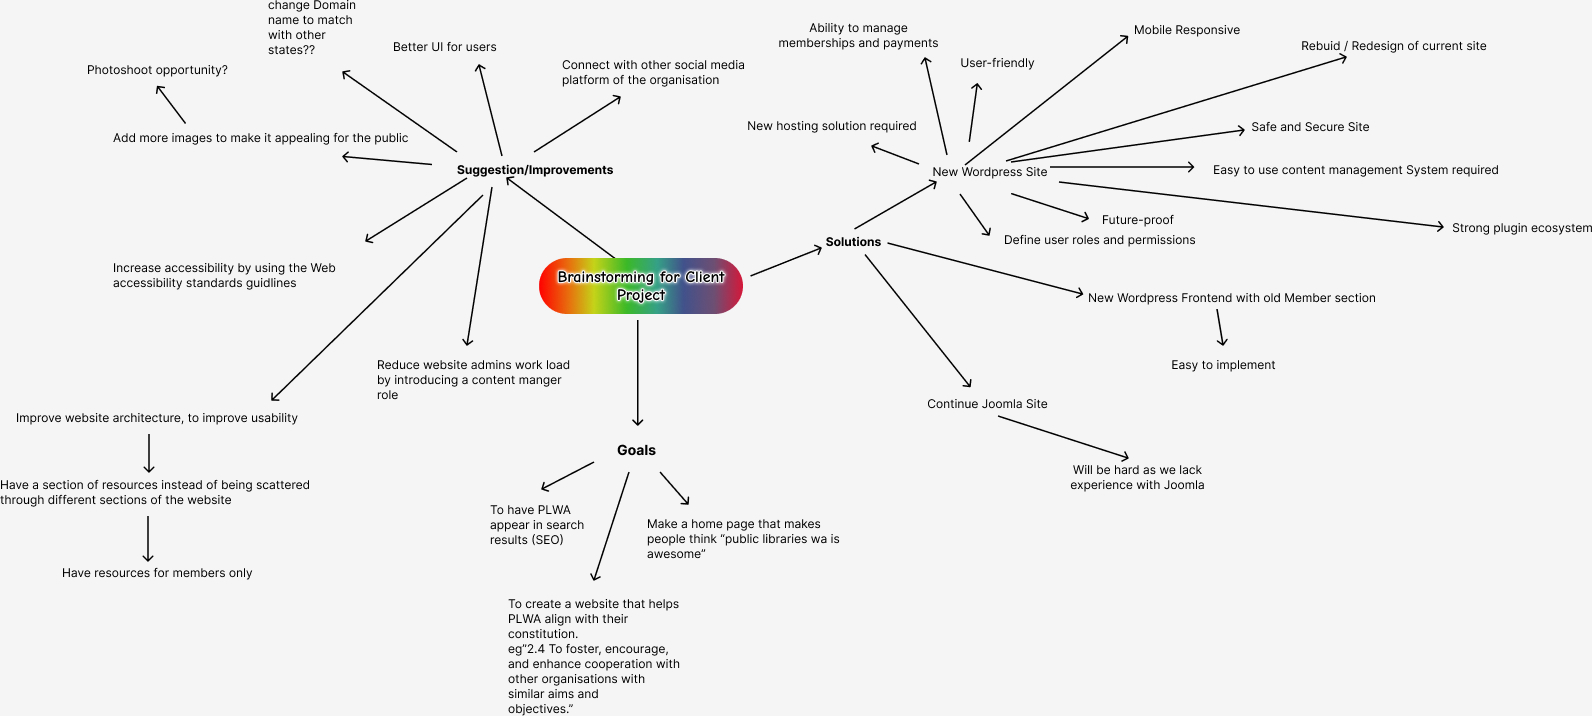 change Domain
name to match
with other
states??
Better UI for users
Photoshoot opportunity?
Connect with other social media
platform of the organisation
Add more images to make it appealing for the public
Suggestion/Improvements
Increase accessibility by using the Web
accessibility standards guidlines
Reduce website admins work load
by introducing a content manger
role
Improve website architecture, to improve usability
Have a section of resources instead of being scattered
through different sections of the website
Have resources for members only
Brainstorming for Client
Project
Goals
To have PLWA
appear in search
results (SEO)
Make a home page that makes
people think “public libraries wa is
awesome”
To create a website that helps
PLWA align with their
constitution.
eg”2.4 To foster, encourage,
and enhance cooperation with
other organisations with
similar aims and
objectives.”
Solutions
New Wordpress Site
Ability to manage
memberships and payments
User-friendly
Mobile Responsive
Rebuid / Redesign of current site
New hosting solution required
Safe and Secure Site
Easy to use content management System required
Future-proof
Strong plugin ecosystem
Define user roles and permissions
New Wordpress Frontend with old Member section
Easy to implement
Continue Joomla Site
Will be hard as we lack
experience with Joomla